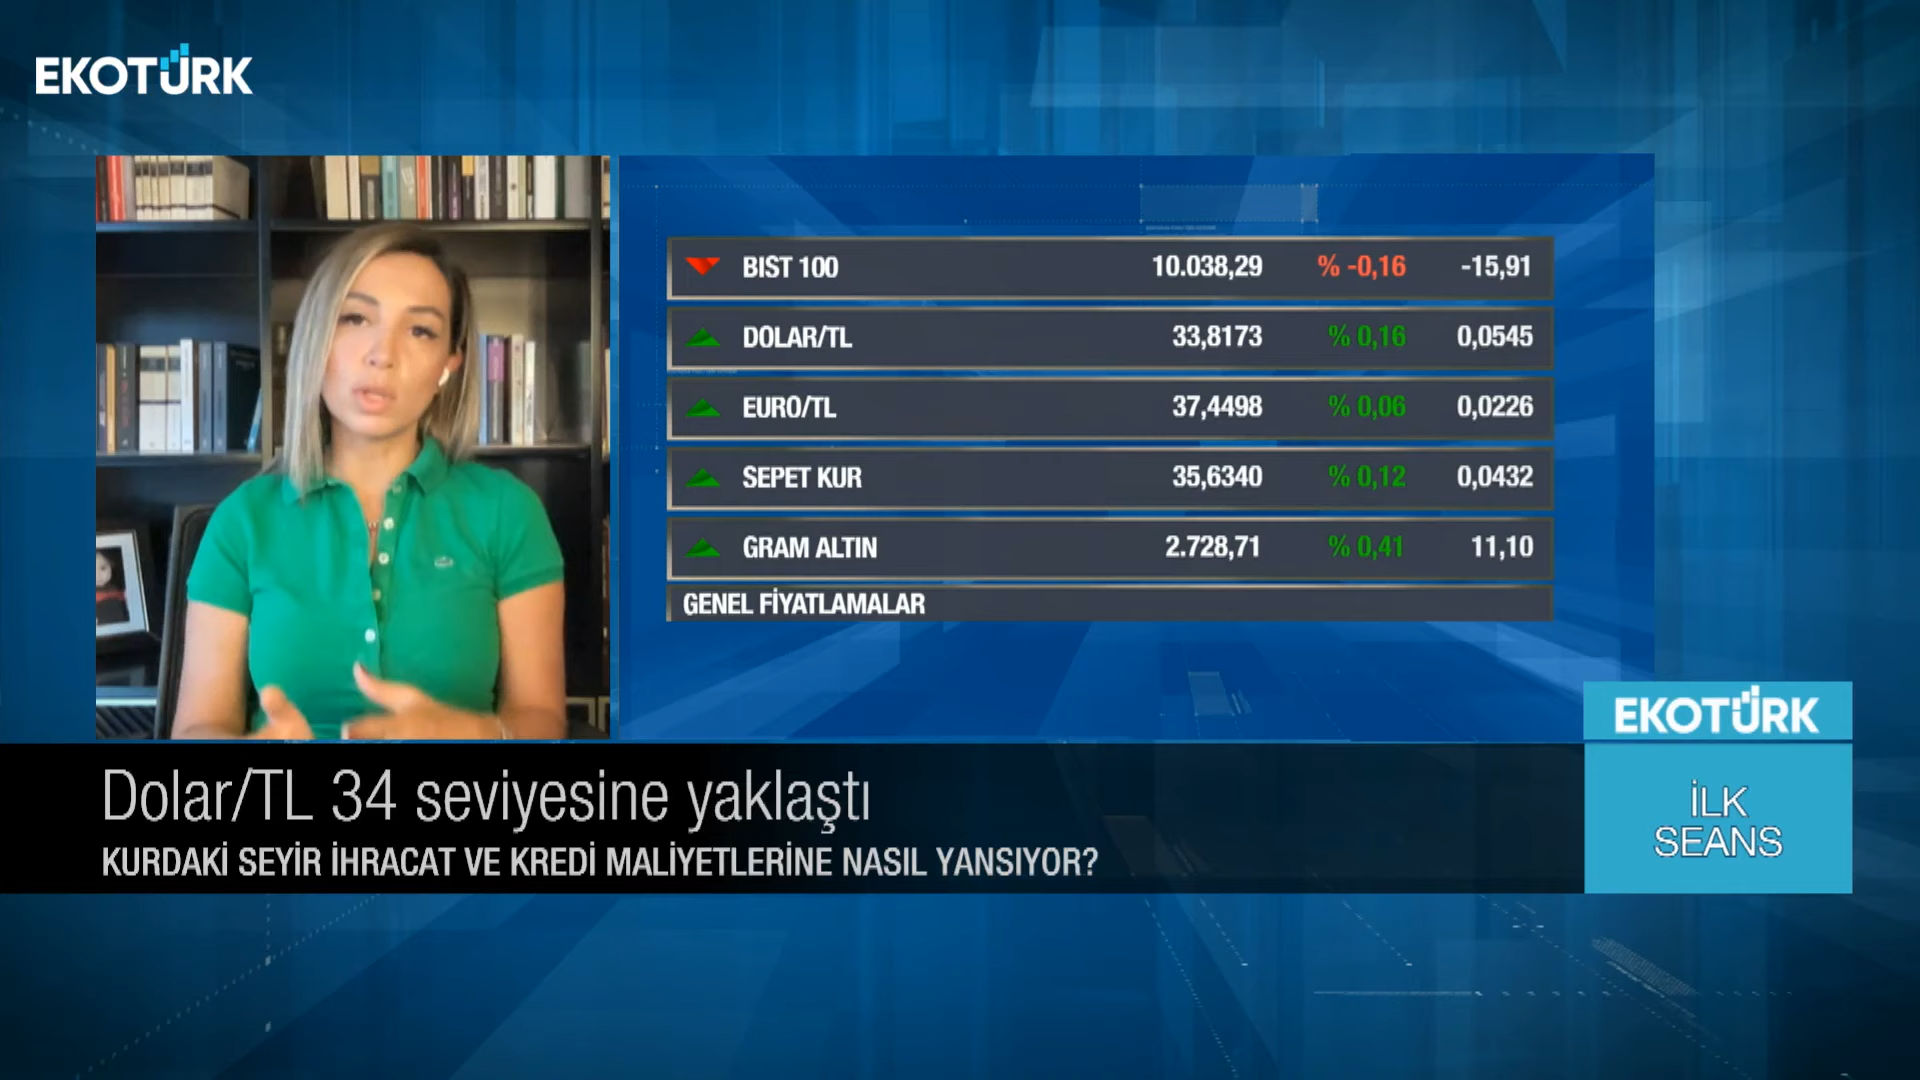 EKOTÜRK
BIST 100 10.038,29 % -0,16 -15,91
DOLAR/TL 33,8173 % 0,16 0,0545
EURO/TL 37,4498 % 0,06 0,0226
SEPET KUR 35,6340 % 0,12 0,0432
GRAM ALTIN 2.728,71 % 0,41 11,10
GENEL FİYATLAMALAR
EKOTÜRK
Dolar/TL 34 seviyesine yaklaştı
KURDAKİ SEYİR İHRACAT VE KREDİ MALİYETLERİNE NASIL YANSIYOR?
İLK
SEANS